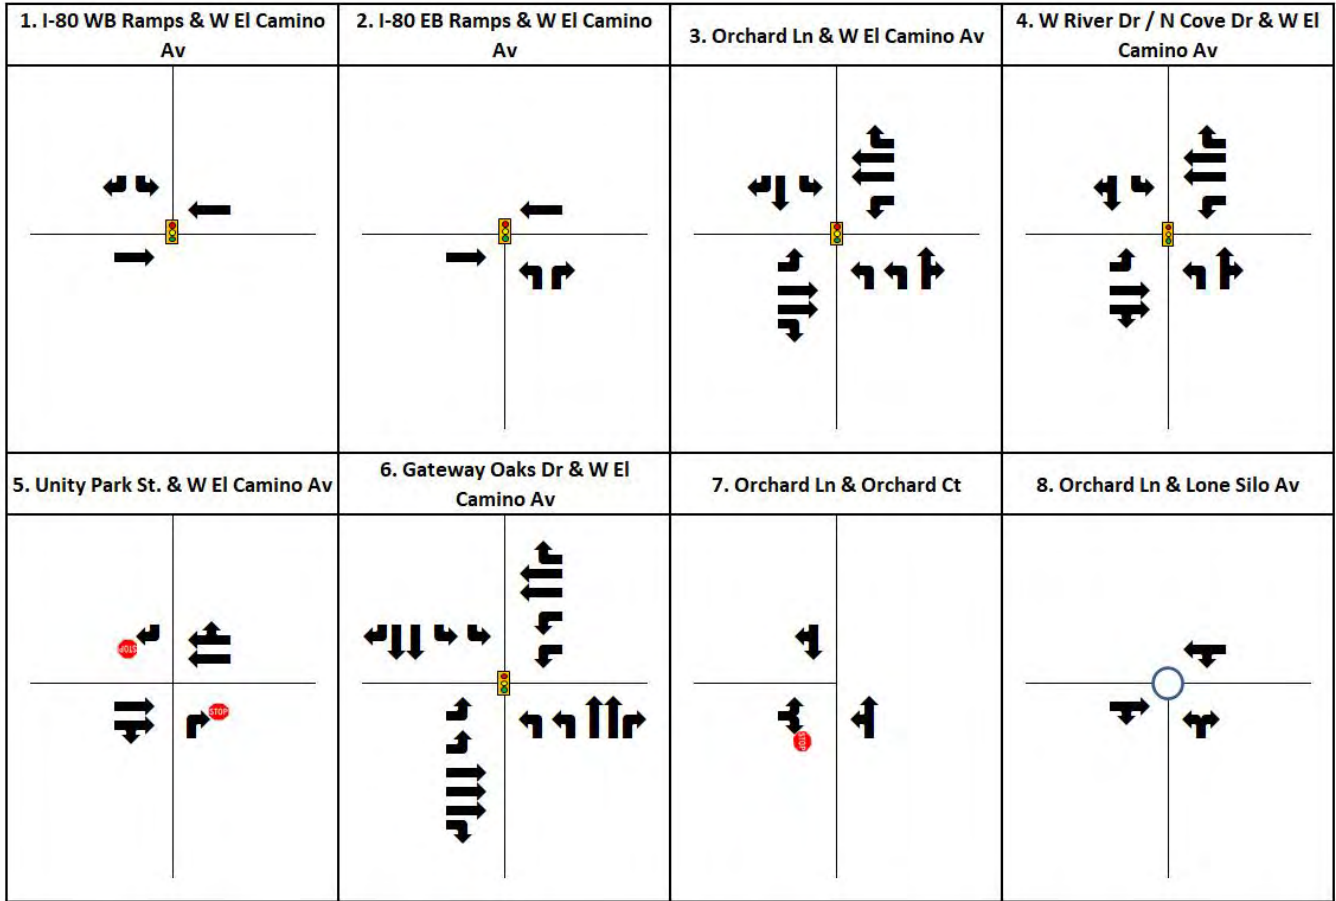 1. I-80 WB Ramps & W El Camino
Av
2. I-80 EB Ramps & W El Camino
Av
3. Orchard Ln & W El Camino Av
4. W River Dr / N Cove Dr & W El
Camino Av
5. Unity Park St. & W El Camino Av
6. Gateway Oaks Dr & W El
Camino Av
7. Orchard Ln & Orchard Ct
8. Orchard Ln & Lone Silo Av
STOP
STOP
STOP